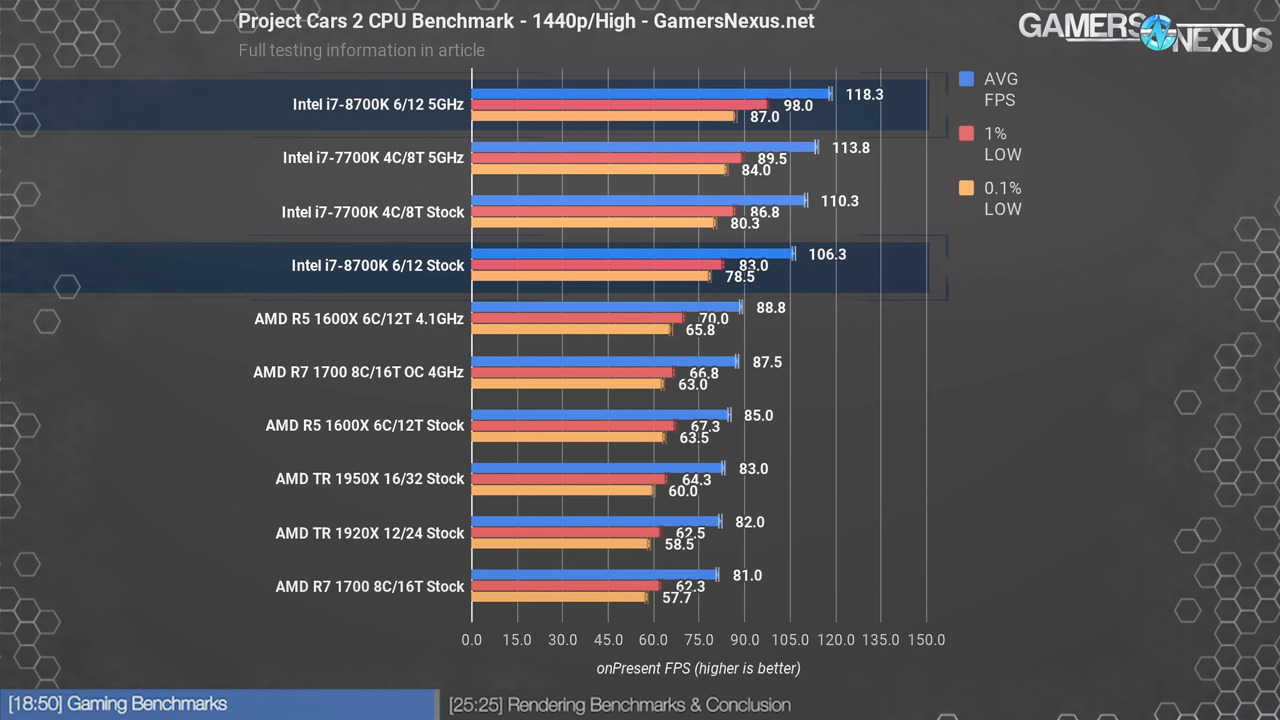 Project Cars 2 CPU Benchmark - 1440p/High - GamersNexus.net
Full testing information in article
GAMERS NEXUS
AVG
FPS
1%
LOW
0.1%
LOW
Intel i7-8700K 6/12 5GHz
118.3
98.0
87.0
Intel i7-7700K 4C/8T 5GHz
113.8
89.5
84.0
Intel i7-7700K 4C/8T Stock
110.3
86.8
80.3
Intel i7-8700K 6/12 Stock
106.3
83.0
78.5
AMD R5 1600X 6C/12T 4.1GHz
88.8
70.0
65.8
AMD R7 1700 8C/16T OC 4GHz
87.5
66.8
63.0
AMD R5 1600X 6C/12T Stock
85.0
67.3
63.5
AMD TR 1950X 16/32 Stock
83.0
64.3
60.0
AMD TR 1920X 12/24 Stock
82.0
62.5
58.5
AMD R7 1700 8C/16T Stock
81.0
62.3
57.7
0.0 15.0 30.0 45.0 60.0 75.0 90.0 105.0 120.0 135.0 150.0
onPresent FPS (higher is better)
[18:50] Gaming Benchmarks
[25:25] Rendering Benchmarks & Conclusion